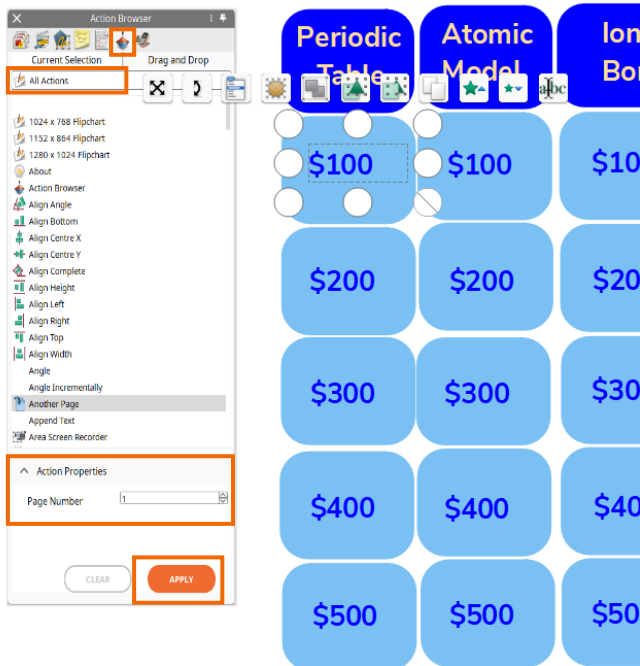 Action Browser
Current Selection
Drag and Drop
All Actions
1024 x 768 Flipchart
1152 x 864 Flipchart
1280 x 1024 Flipchart
About
Action Browser
Align Angle
Align Bottom
Align Centre X
Align Centre Y
Align Complete
Align Height
Align Left
Align Right
Align Top
Align Width
Angle
Angle Incrementally
Another Page
Append Text
Area Screen Recorder
Action Properties
Page Number
1
CLEAR
APPLY
abc
Periodic
Table
Atomic
Model
Ion
Bor
$100
$100
$10
$200
$200
$20
$300
$300
$30
$400
$400
$40
$500
$500
$50